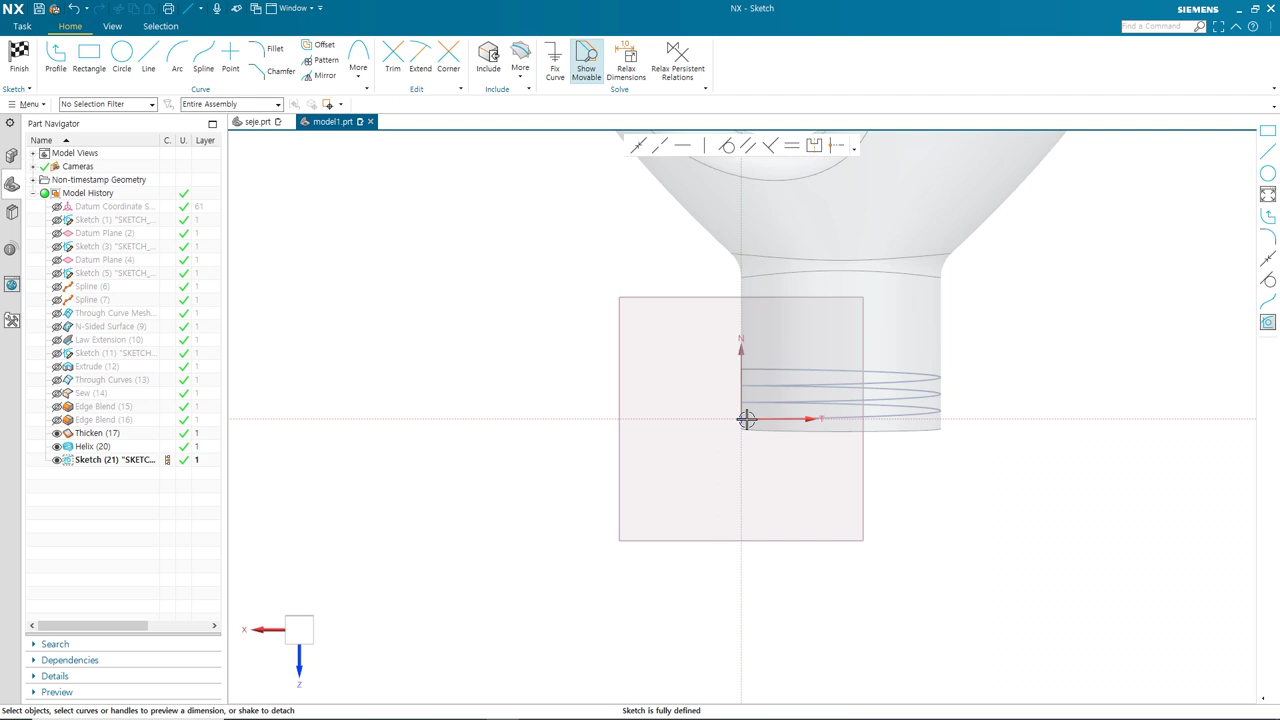 NX Window NX - Sketch SIEMENS
Task Home View Selection Find a Command
Finish Profile Rectangle Circle Line Arc Spline Point Fillet Chamfer Offset Pattern Mirror More Trim Extend Corner Include More Fix Curve Show Movable Relax Dimensions Relax Persistent Relations
Sketch Curve Edit Include Solve
Menu No Selection Filter Entire Assembly
Part Navigator seje.prt model1.prt
Name C. U. Layer
Model Views
Cameras
Non-timestamp Geometry
Model History
Datum Coordinate S... 61
Sketch (1) "SKETCH_... 1
Datum Plane (2) 1
Sketch (3) "SKETCH_... 1
Datum Plane (4) 1
Sketch (5) "SKETCH_... 1
Spline (6) 1
Spline (7) 1
Through Curve Mesh... 1
N-Sided Surface (9) 1
Law Extension (10) 1
Sketch (11) "SKETCH... 1
Extrude (12) 1
Through Curves (13) 1
Sew (14) 1
Edge Blend (15) 1
Edge Blend (16) 1
Thicken (17) 1
Helix (20) 1
Sketch (21) "SKETC... 1
N
T
X
Z
Search
Dependencies
Details
Preview
Select objects, select curves or handles to preview a dimension, or shake to detach Sketch is fully defined